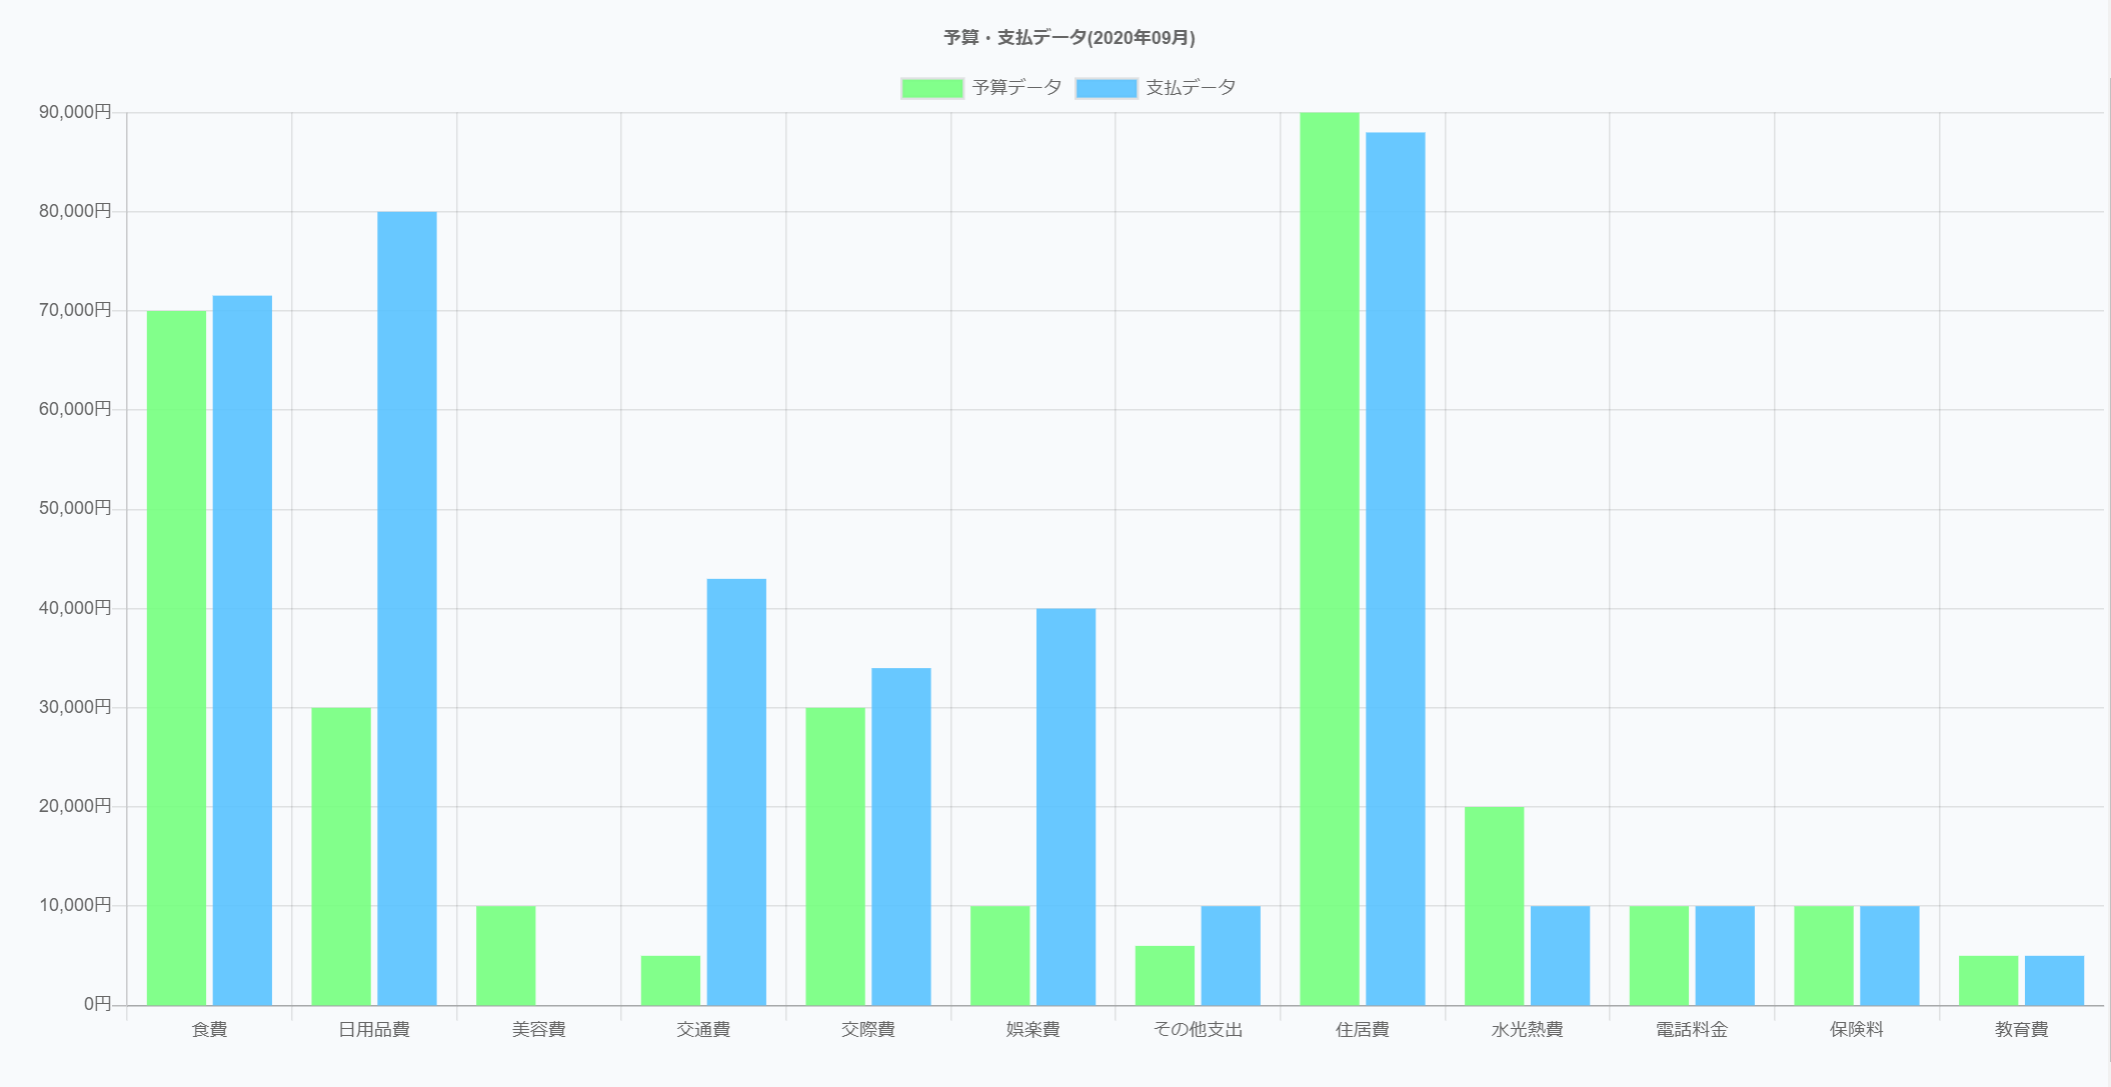 予算・支払データ(2020年09月)
予算データ 支払データ
90,000円
80,000円
70,000円
60,000円
50,000円
40,000円
30,000円
20,000円
10,000円
0円
食費 日用品費 美容費 交通費 交際費 娯楽費 その他支出 住居費 水光熱費 電話料金 保険料 教育費